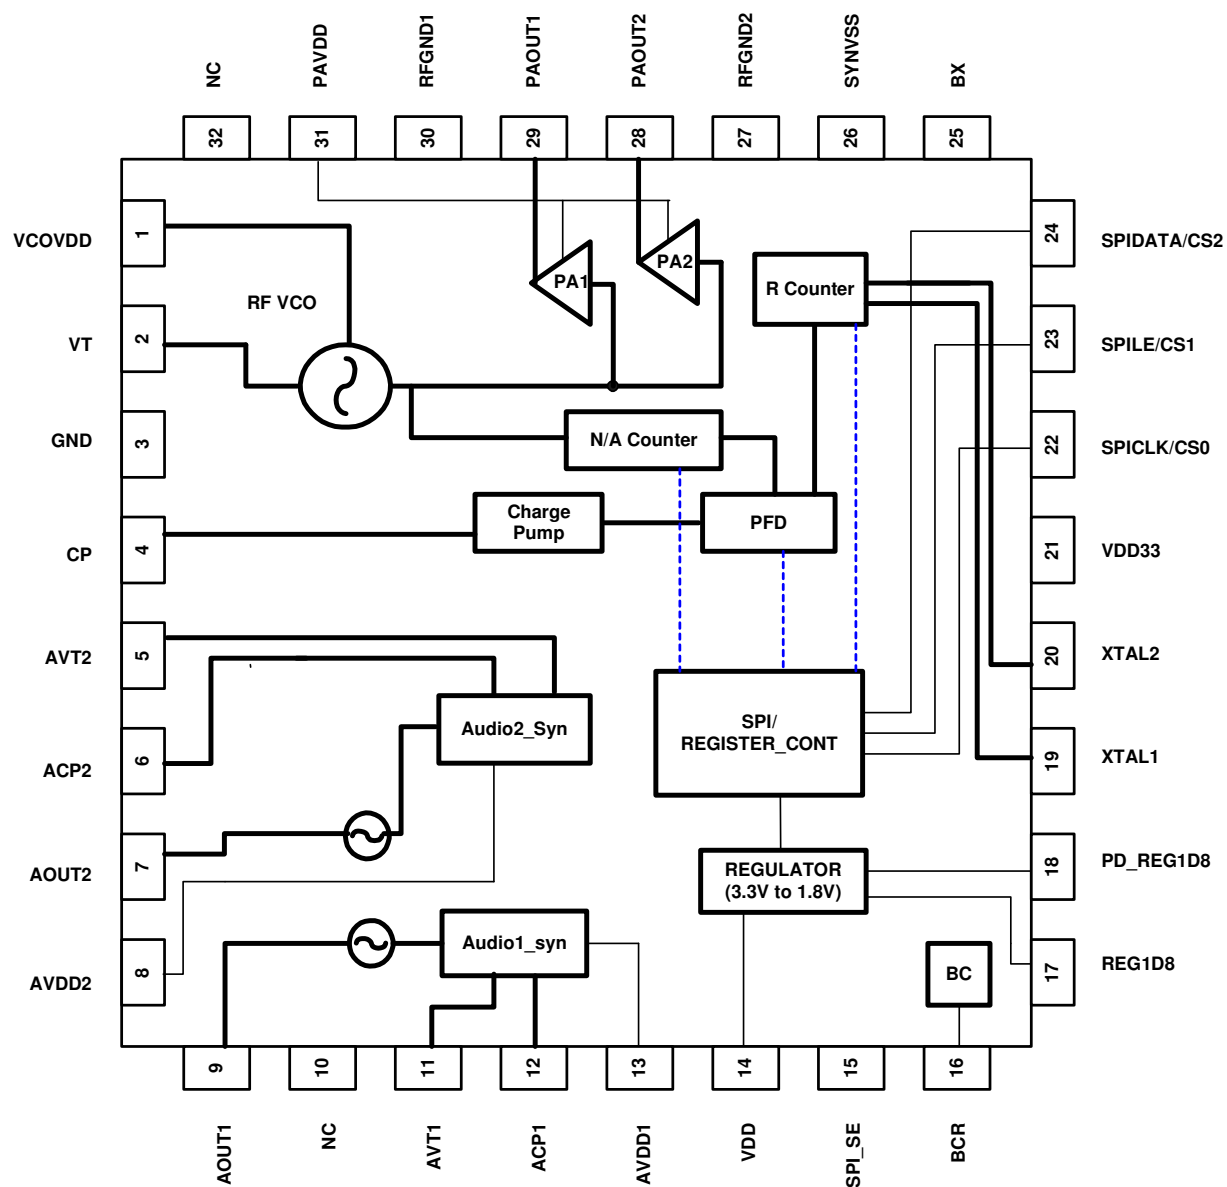 NC
PAVDD
RFGND1
PAOUT1
PAOUT2
RFGND2
SYNVSS
BX
32
31
30
29
28
27
26
25
VCOVDD
1
VT
2
GND
3
CP
4
AVT2
5
ACP2
6
AOUT2
7
AVDD2
8
RF VCO
PA1
PA2
R Counter
N/A Counter
Charge
Pump
PFD
Audio2_Syn
SPI/
REGISTER_CONT
REGULATOR
(3.3V to 1.8V)
Audio1_syn
BC
24
SPIDATA/CS2
23
SPILE/CS1
22
SPICLK/CS0
21
VDD33
20
XTAL2
19
XTAL1
18
PD_REG1D8
17
REG1D8
9
10
11
12
13
14
15
16
AOUT1
NC
AVT1
ACP1
AVDD1
VDD
SPI_SE
BCR